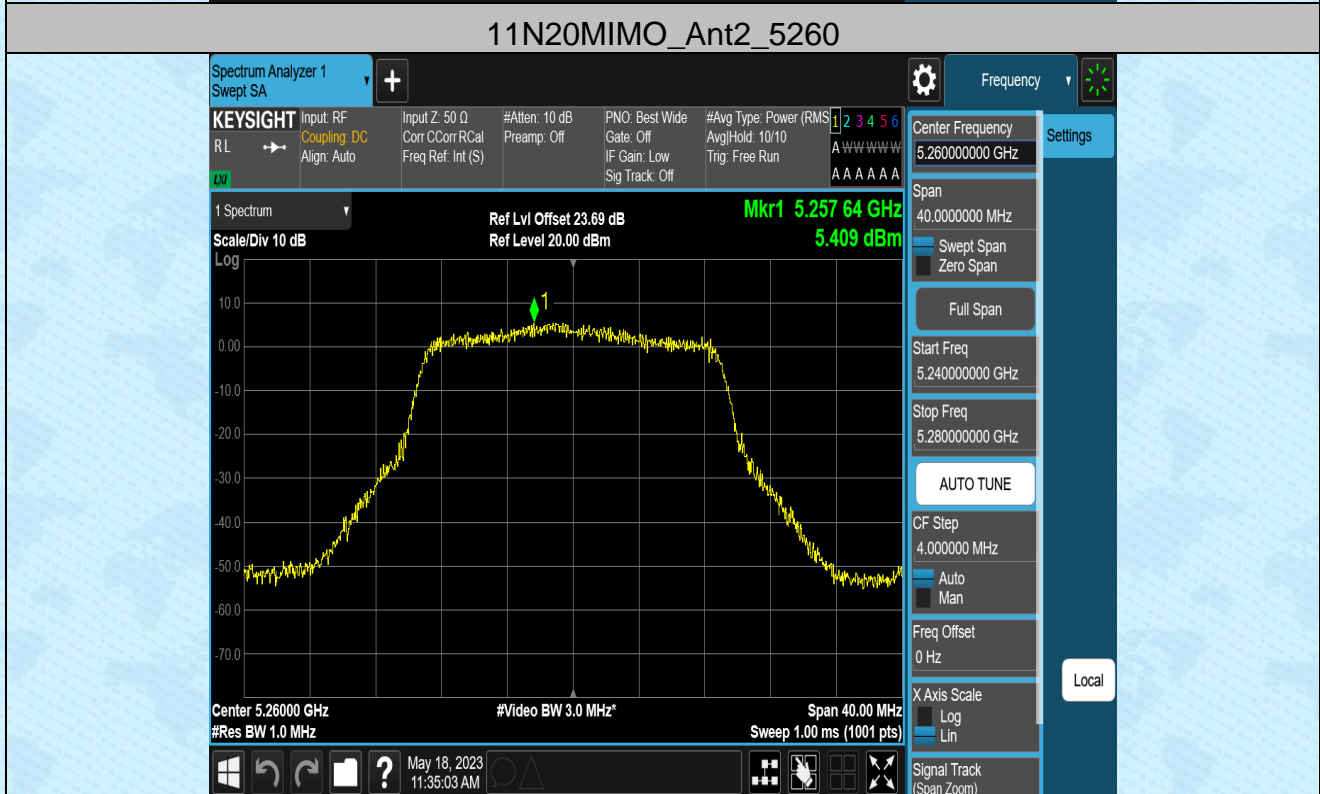 11N20MIMO_Ant2_5260
Spectrum Analyzer 1
Swept SA
Frequency
KEYSIGHT
RL
LXI
Input: RF
Coupling: DC
Align: Auto
Input Z: 50 Ω
Corr CCorr RCal
Freq Ref: Int (S)
#Atten: 10 dB
Preamp: Off
PNO: Best Wide
Gate: Off
IF Gain: Low
Sig Track: Off
#Avg Type: Power (RMS
Avg|Hold: 10/10
Trig: Free Run
1 2 3 4 5 6
A W W W W W
A A A A A A
1 Spectrum
Scale/Div 10 dB
Ref Lvl Offset 23.69 dB
Ref Level 20.00 dBm
Mkr1 5.257 64 GHz
5.409 dBm
Log
1
10.0
0.00
-10.0
-20.0
-30.0
-40.0
-50.0
-60.0
-70.0
Center 5.26000 GHz
#Res BW 1.0 MHz
#Video BW 3.0 MHz*
Span 40.00 MHz
Sweep 1.00 ms (1001 pts)
Center Frequency
5.260000000 GHz
Settings
Span
40.0000000 MHz
Swept Span
Zero Span
Full Span
Start Freq
5.240000000 GHz
Stop Freq
5.280000000 GHz
AUTO TUNE
CF Step
4.000000 MHz
Auto
Man
Freq Offset
0 Hz
X Axis Scale
Log
Lin
Local
Signal Track
(Span Zoom)
?
May 18, 2023
11:35:03 AM